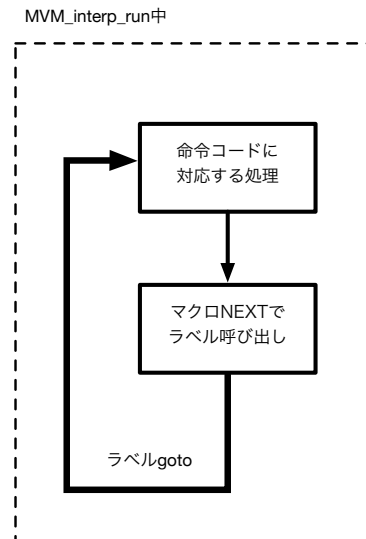 MVM_interp_run中
命令コードに
対応する処理
マクロNEXTで
ラベル呼び出し
ラベルgoto